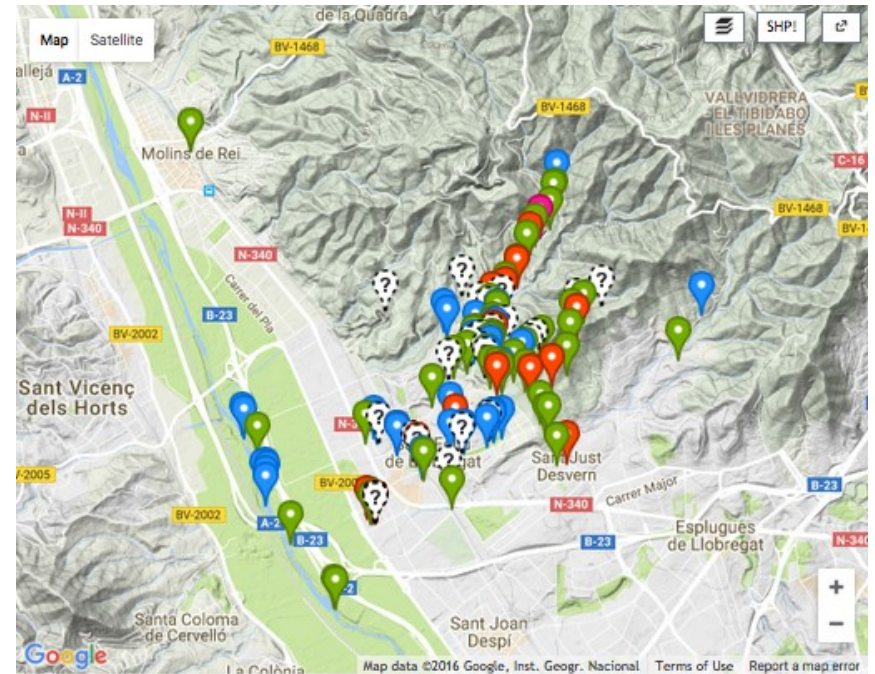 de la Quadra
Map
Satellite
SHP!
BV-1468
allejà
A-2
N-II
BV-1468
VALLVIDRERA
EL TIBIDABO
I LES PLANES
Molins de Rei
C-16
N-II
N-340
BV-1468
N-340
Carrer del Pla
B-23
BV-2002
Sant Vicenç
dels Horts
de L
gat
Sant Just
Desvern
-2005
B-23
Carrer Major
N-340
BV-2002
A-2
B-23
B-23
Esplugues
de Llobregat
N-340
-2
Santa Coloma
de Cervelló
Sant Joan
Despí
+
−
Google
La Colònia
Map data ©2016 Google, Inst. Geogr. Nacional
Terms of Use
Report a map error